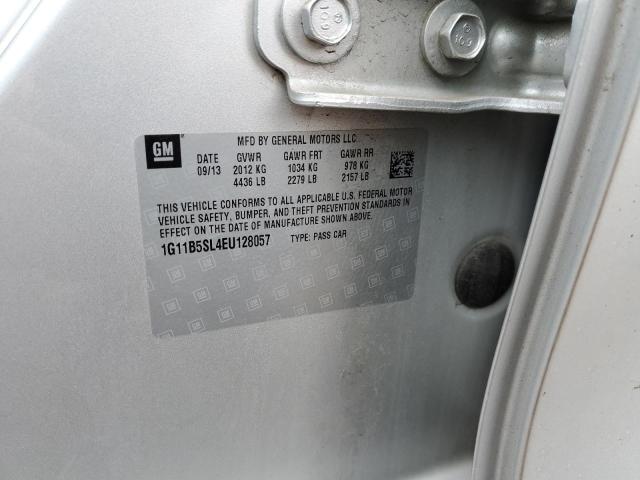 109
109
GM
MFD BY GENERAL MOTORS LLC
DATE GVWR GAWR FRT GAWR RR
09/13 2012 KG 1034 KG 978 KG
4436 LB 2279 LB 2157 LB
THIS VEHICLE CONFORMS TO ALL APPLICABLE U.S. FEDERAL MOTOR
VEHICLE SAFETY, BUMPER, AND THEFT PREVENTION STANDARDS IN
EFFECT ON THE DATE OF MANUFACTURE SHOWN ABOVE.
1G11B5SL4EU128057 TYPE: PASS CAR